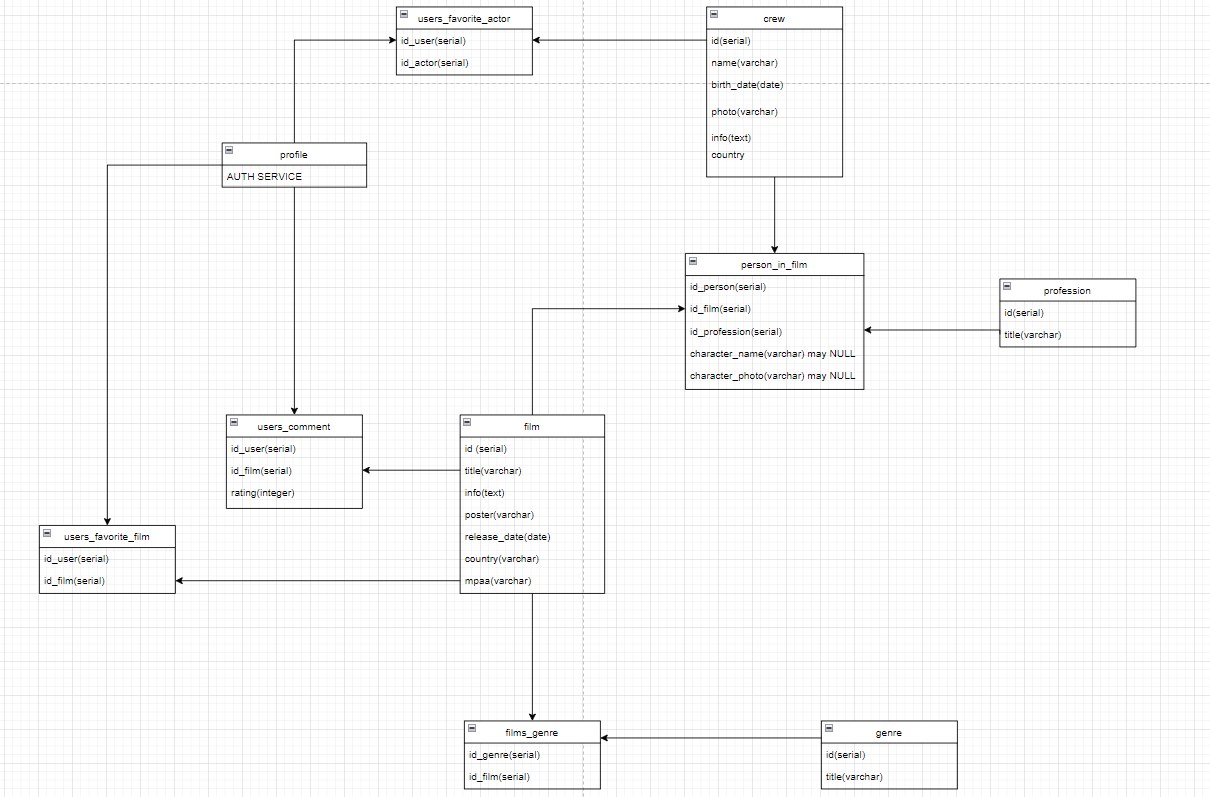 users_favorite_actor
id_user(serial)
id_actor(serial)
crew
id(serial)
name(varchar)
birth_date(date)
photo(varchar)
info(text)
country
profile
AUTH SERVICE
person_in_film
id_person(serial)
id_film(serial)
id_profession(serial)
character_name(varchar) may NULL
character_photo(varchar) may NULL
profession
id(serial)
title(varchar)
users_comment
id_user(serial)
id_film(serial)
rating(integer)
film
id (serial)
title(varchar)
info(text)
poster(varchar)
release_date(date)
country(varchar)
mpaa(varchar)
users_favorite_film
id_user(serial)
id_film(serial)
films_genre
id_genre(serial)
id_film(serial)
genre
id(serial)
title(varchar)